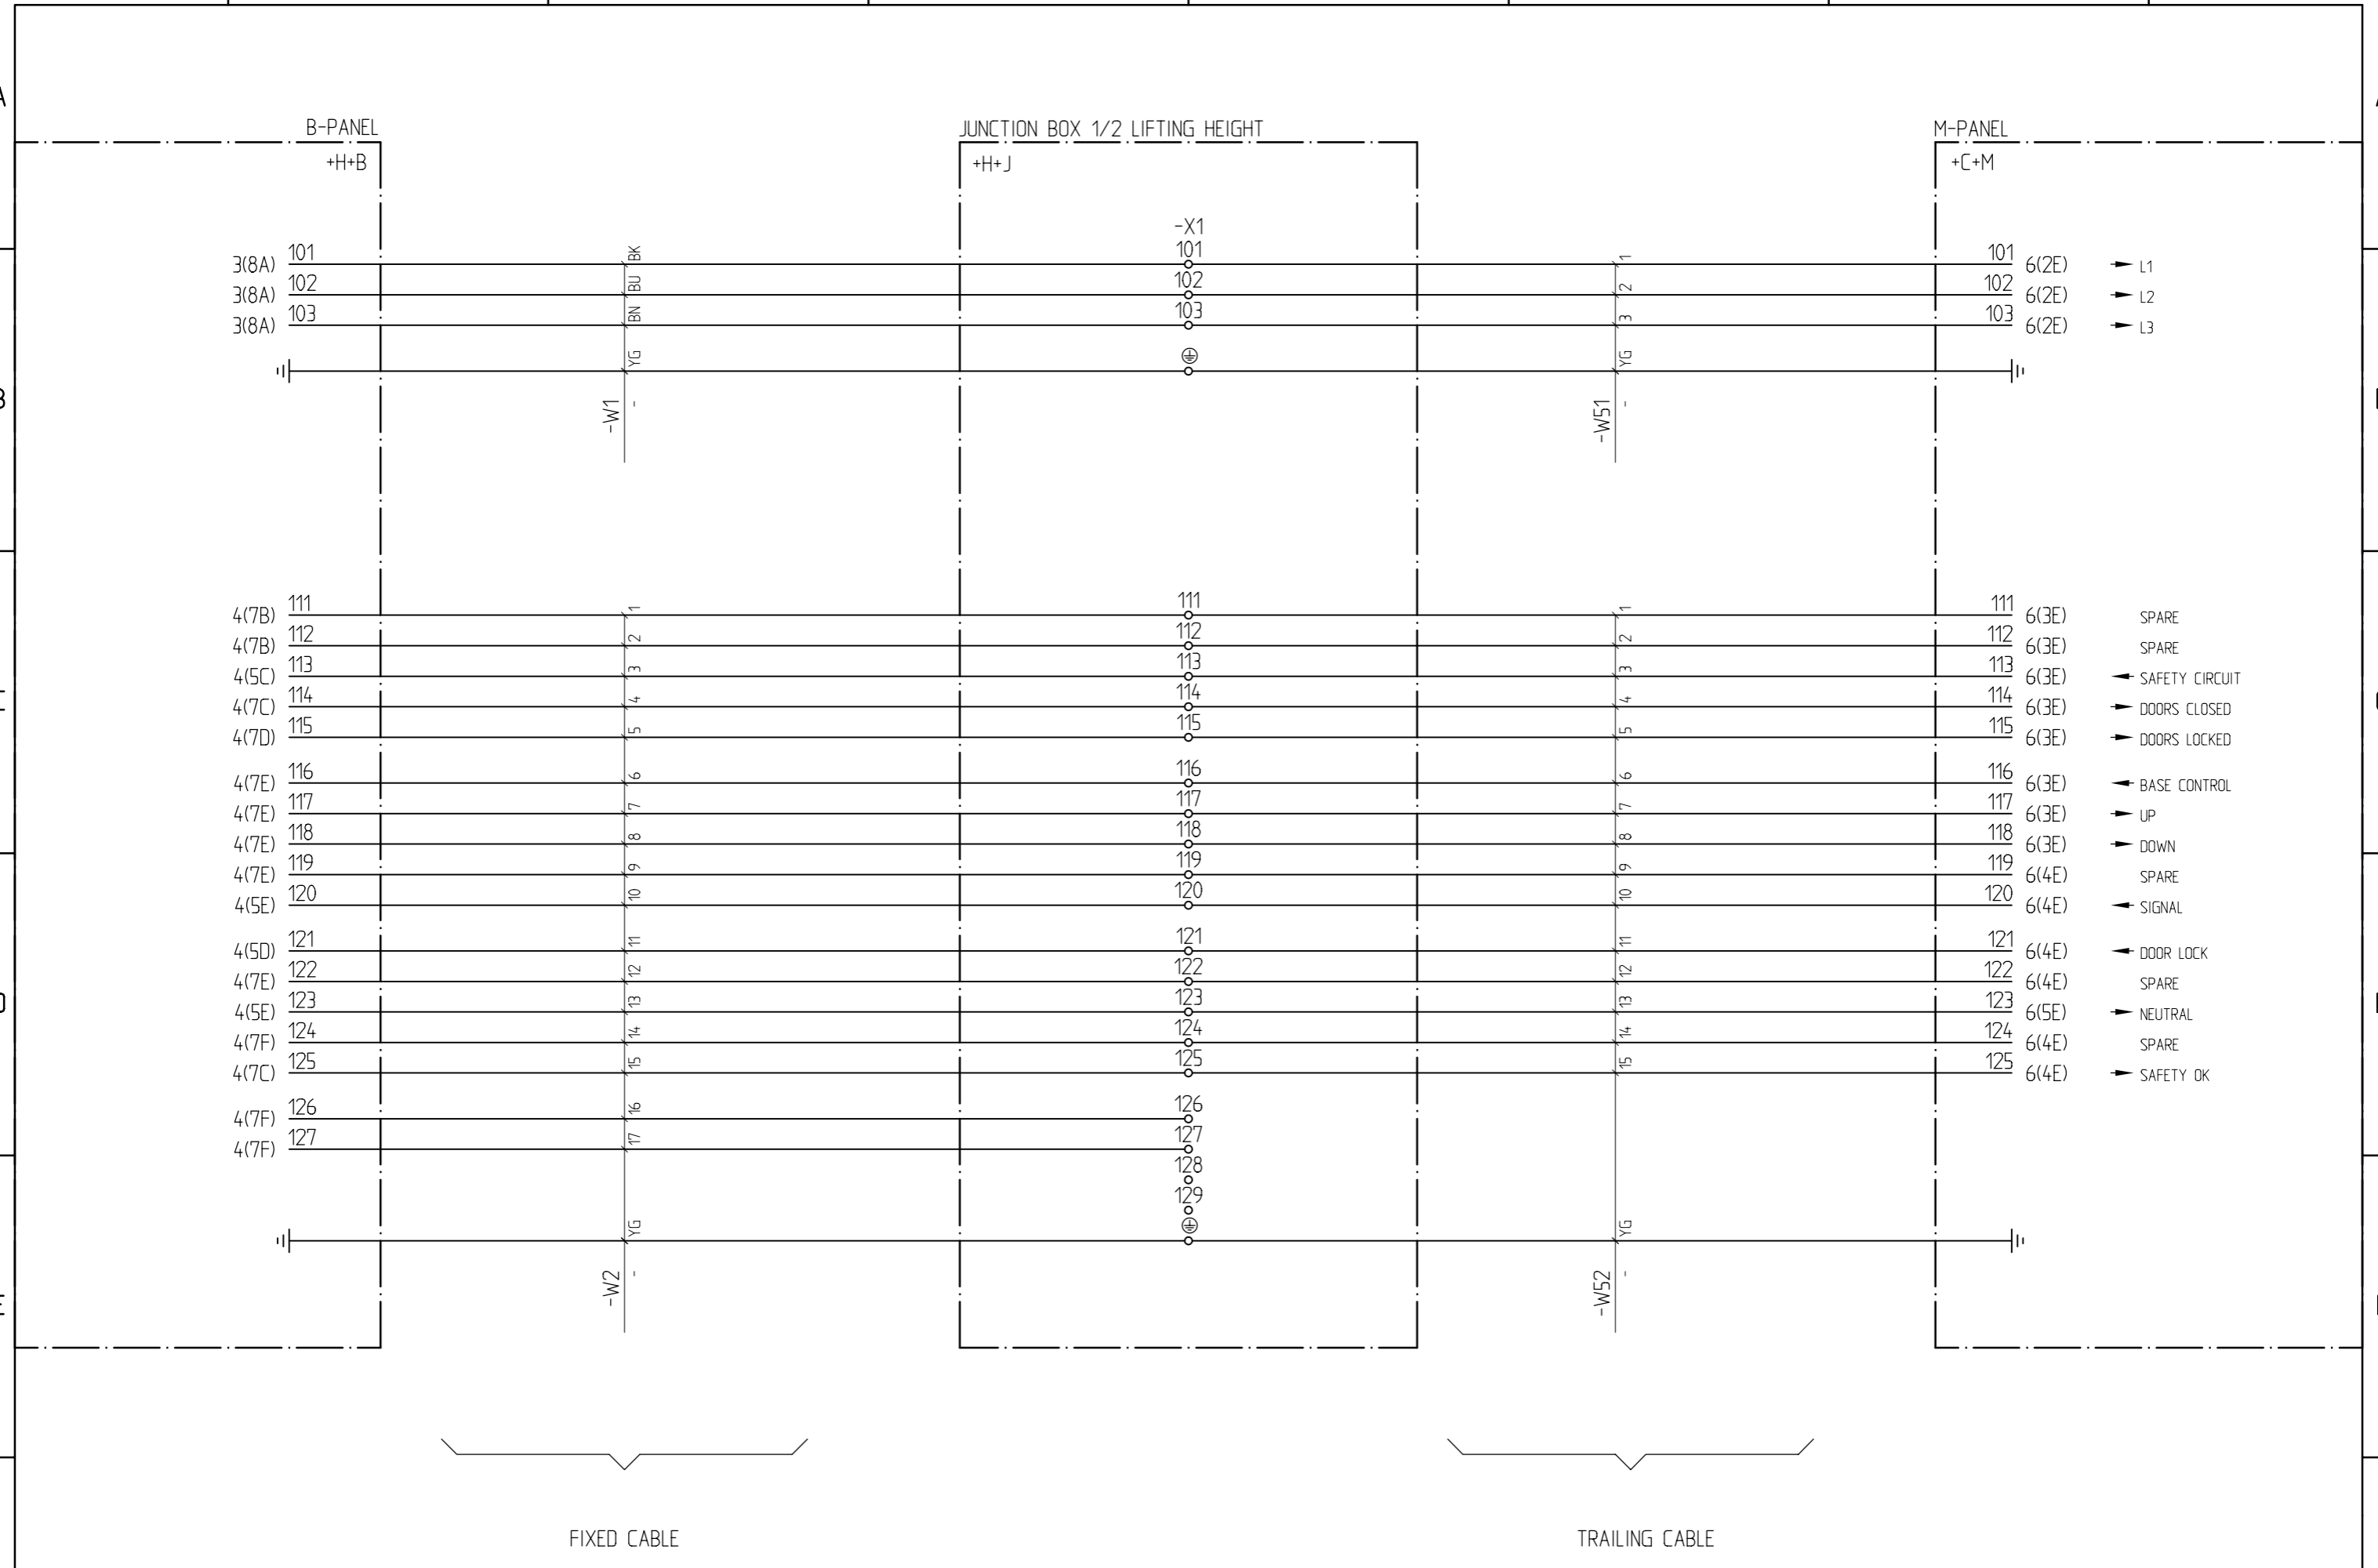 B-PANEL JUNCTION BOX 1/2 LIFTING HEIGHT M-PANEL
+H+B +H+J +C+M
-X1
3(8A) 101 BK 101 1 101 6(2E) L1
3(8A) 102 BU 102 2 102 6(2E) L2
3(8A) 103 BN 103 3 103 6(2E) L3
YG YG
-W1 - -W51 -
4(7B) 111 1 111 1 111 6(3E) SPARE
4(7B) 112 2 112 2 112 6(3E) SPARE
4(5C) 113 3 113 3 113 6(3E) SAFETY CIRCUIT
4(7C) 114 4 114 4 114 6(3E) DOORS CLOSED
4(7D) 115 5 115 5 115 6(3E) DOORS LOCKED
4(7E) 116 6 116 6 116 6(3E) BASE CONTROL
4(7E) 117 7 117 7 117 6(3E) UP
4(7E) 118 8 118 8 118 6(3E) DOWN
4(7E) 119 9 119 9 119 6(4E) SPARE
4(5E) 120 10 120 10 120 6(4E) SIGNAL
4(5D) 121 11 121 11 121 6(4E) DOOR LOCK
4(7E) 122 12 122 12 122 6(4E) SPARE
4(5E) 123 13 123 13 123 6(5E) NEUTRAL
4(7F) 124 14 124 14 124 6(4E) SPARE
4(7C) 125 15 125 15 125 6(4E) SAFETY OK
4(7F) 126 16 126
4(7F) 127 17 127
128
129
YG YG
-W2 - -W52 -
FIXED CABLE TRAILING CABLE